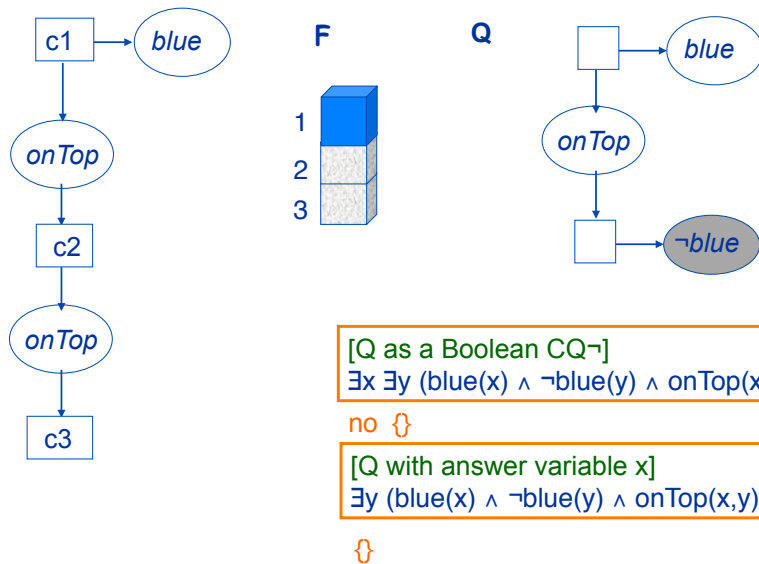 c1
blue
onTop
c2
onTop
c3
F
1
2
3
Q
blue
onTop
¬blue
[Q as a Boolean CQ¬]
∃x ∃y (blue(x) ∧ ¬blue(y) ∧ onTop(x
no {}
[Q with answer variable x]
∃y (blue(x) ∧ ¬blue(y) ∧ onTop(x,y)
{}